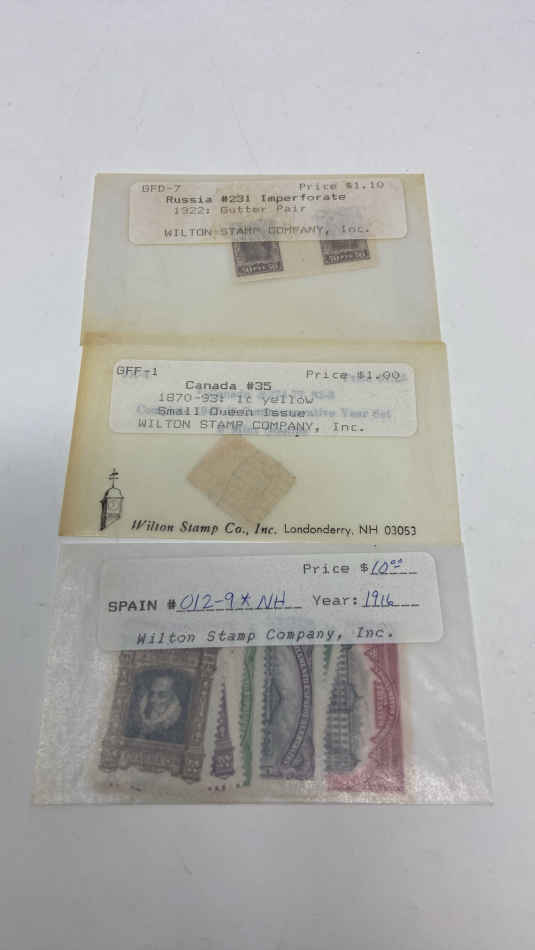 GFD-7 Price $1.10
Russia #231 Imperforate
1922: Gutter Pair
WILTON STAMP COMPANY, Inc.
GFF-1 Price $1.00
Canada #35
1870-93: 1¢ yellow
Small Queen Issue
WILTON STAMP COMPANY, Inc.
Wilton Stamp Co., Inc. Londonderry, NH 03053
Price $10.00
SPAIN #012-9* NH Year: 1916
Wilton Stamp Company, Inc.